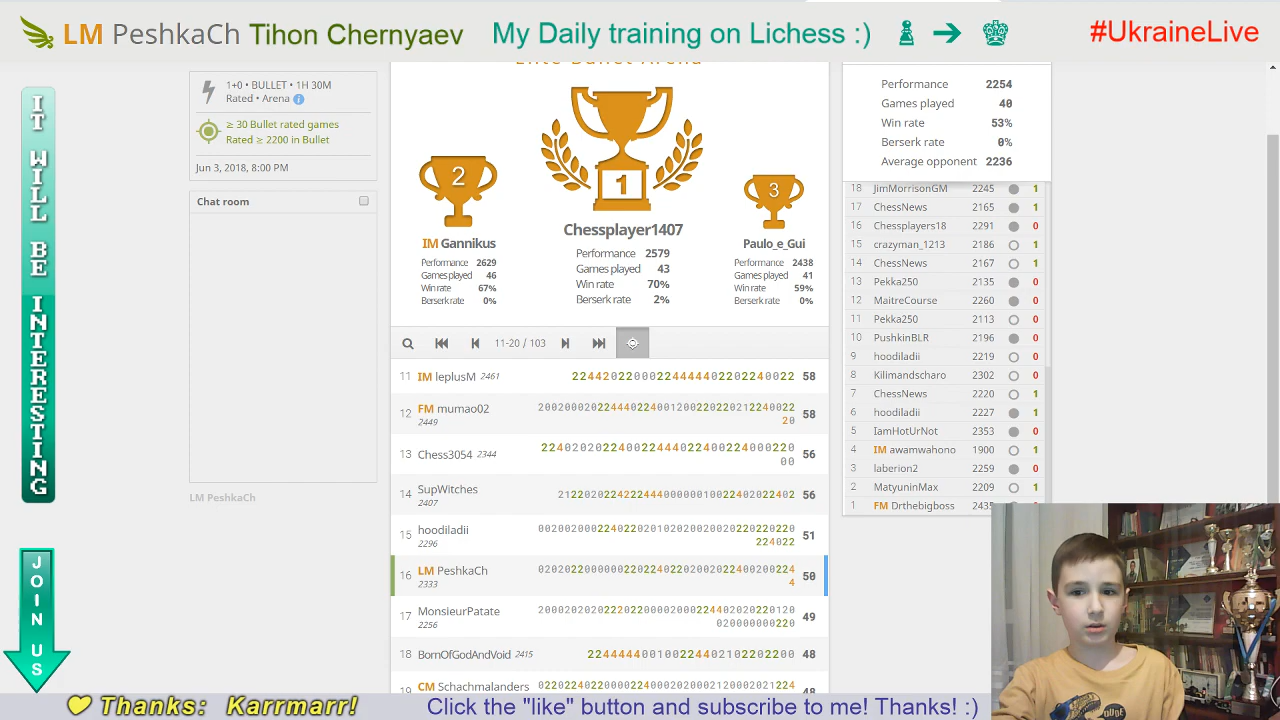 LM PeshkaCh Tihon Chernyaev My Daily training on Lichess :) #UkraineLive
IT WILL BE INTERESTING
JOIN US
1+0 • BULLET • 1H 30M
Rated • Arena
≥ 30 Bullet rated games
Rated ≥ 2200 in Bullet
Jun 3, 2018, 8:00 PM
Chat room
LM PeshkaCh
Elite Bullet Arena
2
1
3
IM Gannikus
Performance 2629
Games played 46
Win rate 67%
Berserk rate 0%
Chessplayer1407
Performance 2579
Games played 43
Win rate 70%
Berserk rate 2%
Paulo_e_Gui
Performance 2438
Games played 41
Win rate 59%
Berserk rate 0%
11-20 / 103
11 IM leplusM 2461 58
12 FM mumao02 58
2449
13 Chess3054 2344 56
14 SupWitches 56
2407
15 hoodiladii 51
2296
16 LM PeshkaCh 50
2333
17 MonsieurPatate 49
2256
18 BornOfGodAndVoid 2415 48
19 CM Schachmalanders 48
Performance 2254
Games played 40
Win rate 53%
Berserk rate 0%
Average opponent 2236
18 JimMorrisonGM 2245 1
17 ChessNews 2165 1
16 Chessplayers18 2291 0
15 crazyman_1213 2186 1
14 ChessNews 2167 1
13 Pekka250 2135 0
12 MaitreCourse 2260 0
11 Pekka250 2113 0
10 PushkinBLR 2196 0
9 hoodiladii 2219 0
8 Kilimandscharo 2302 0
7 ChessNews 2220 1
6 hoodiladii 2227 1
5 IamHotUrNot 2353 0
4 IM awamwahono 1900 1
3 laberion2 2259 0
2 MatyuninMax 2209 1
1 FM Drthebigboss 2435
Thanks: Karrmarr!
Click the "like" button and subscribe to me! Thanks! :)